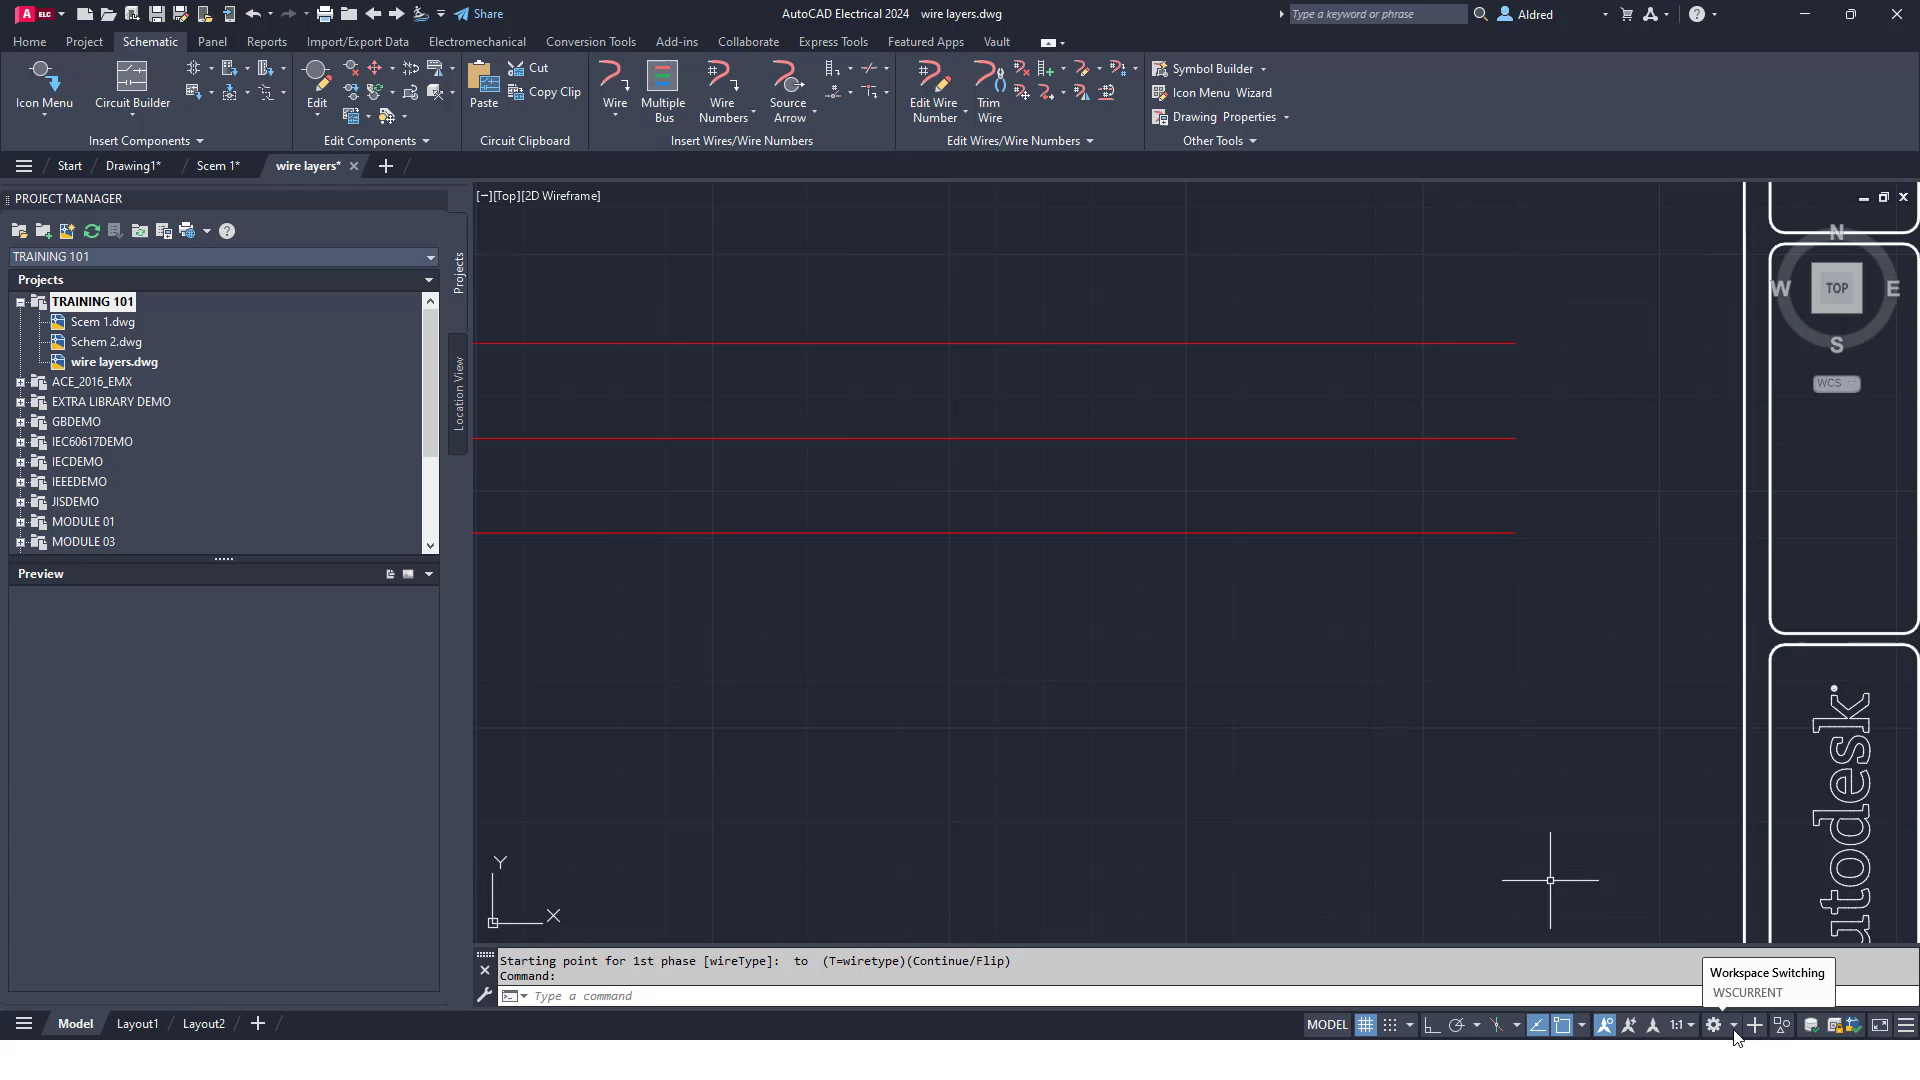 A ELC
Share
AutoCAD Electrical 2024 wire layers.dwg
Type a keyword or phrase
Aldred
Home Project Schematic Panel Reports Import/Export Data Electromechanical Conversion Tools Add-ins Collaborate Express Tools Featured Apps Vault
Icon Menu
Circuit Builder
Insert Components
Edit
Edit Components
Paste
Cut
Copy Clip
Circuit Clipboard
Wire
Multiple
Bus
Wire
Numbers
Source
Arrow
Insert Wires/Wire Numbers
Edit Wire
Number
Trim
Wire
Edit Wires/Wire Numbers
Symbol Builder
Icon Menu Wizard
Drawing Properties
Other Tools
Start Drawing1* Scem 1* wire layers*
PROJECT MANAGER
TRAINING 101
Projects
TRAINING 101
Scem 1.dwg
Schem 2.dwg
wire layers.dwg
ACE_2016_EMX
EXTRA LIBRARY DEMO
GBDEMO
IEC60617DEMO
IECDEMO
IEEEDEMO
JISDEMO
MODULE 01
MODULE 03
Preview
Projects
Location View
[−][Top][2D Wireframe]
N
W TOP E
S
WCS
Autodesk
Y
X
Starting point for 1st phase [wireType]: to (T=wiretype)(Continue/Flip)
Command:
Type a command
Workspace Switching
WSCURRENT
Model Layout1 Layout2
MODEL
1:1